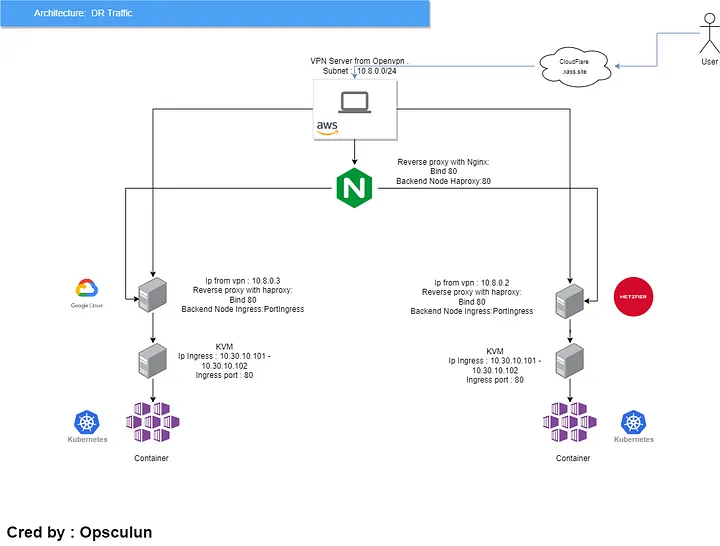 Architecture: DR Traffic
User
CloudFlare
.xass.site
VPN Server from Openvpn .
Subnet : 10.8.0.0/24
aws
Reverse proxy with Nginx:
Bind 80
Backend Node Haproxy:80
N
Google Cloud
Ip from vpn : 10.8.0.3
Reverse proxy with haproxy:
Bind 80
Backend Node Ingress:PortIngress
Ip from vpn : 10.8.0.2
Reverse proxy with haproxy:
Bind 80
Backend Node Ingress:PortIngress
HETZNER
KVM
Ip Ingress : 10.30.10.101 -
10.30.10.102
Ingress port : 80
KVM
Ip Ingress : 10.30.10.101 -
10.30.10.102
Ingress port : 80
Kubernetes
Container
Container
Kubernetes
Cred by : Opsculun